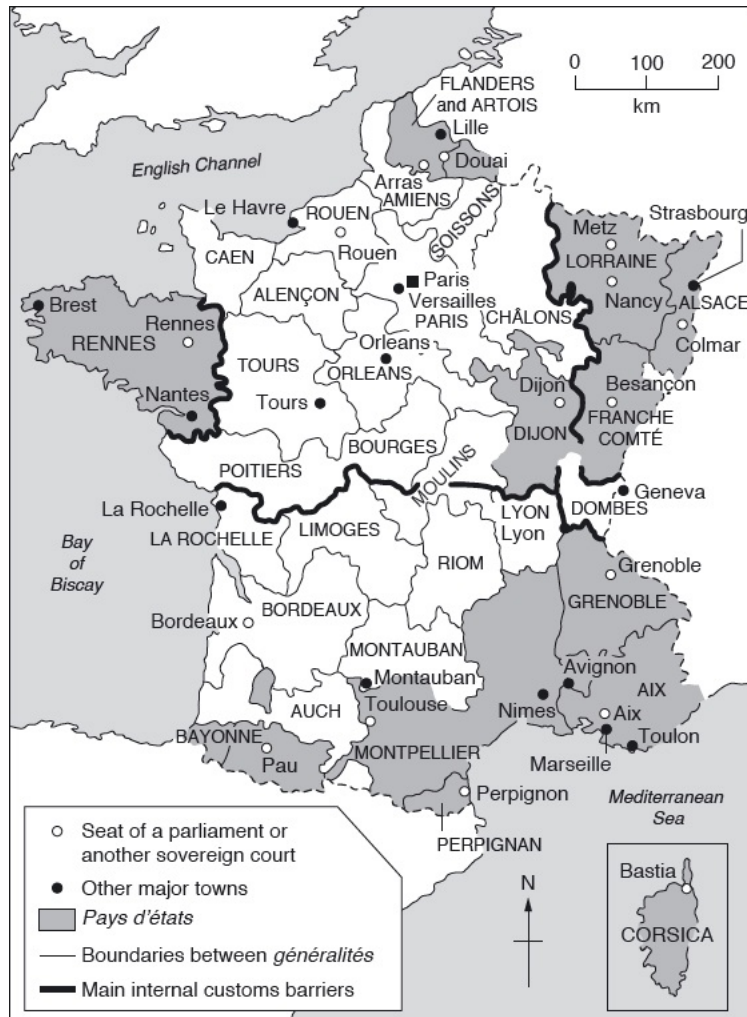 0 100 200
km
FLANDERS
and ARTOIS
Lille
Douai
English Channel
Arras
AMIENS
Le Havre
ROUEN
Rouen
SOISSONS
Metz
Strasbourg
CAEN
LORRAINE
ALENÇON
Paris
Versailles
PARIS
Nancy
ALSACE
Brest
Rennes
RENNES
CHÂLONS
Colmar
Orleans
TOURS
ORLEANS
Dijon
Besançon
Nantes
Tours
DIJON
FRANCHE
COMTÉ
BOURGES
POITIERS
MOULINS
Geneva
La Rochelle
LYON
Lyon
DOMBES
LA ROCHELLE
LIMOGES
Bay
of
Biscay
RIOM
Grenoble
GRENOBLE
Bordeaux
BORDEAUX
MONTAUBAN
Montauban
Avignon
AIX
AUCH
Toulouse
Nimes
Aix
Toulon
BAYONNE
MONTPELLIER
Marseille
Pau
Perpignon
Mediterranean
Sea
PERPIGNAN
Seat of a parliament or
another sovereign court
Other major towns
Pays d'états
Boundaries between généralités
Main internal customs barriers
N
Bastia
CORSICA